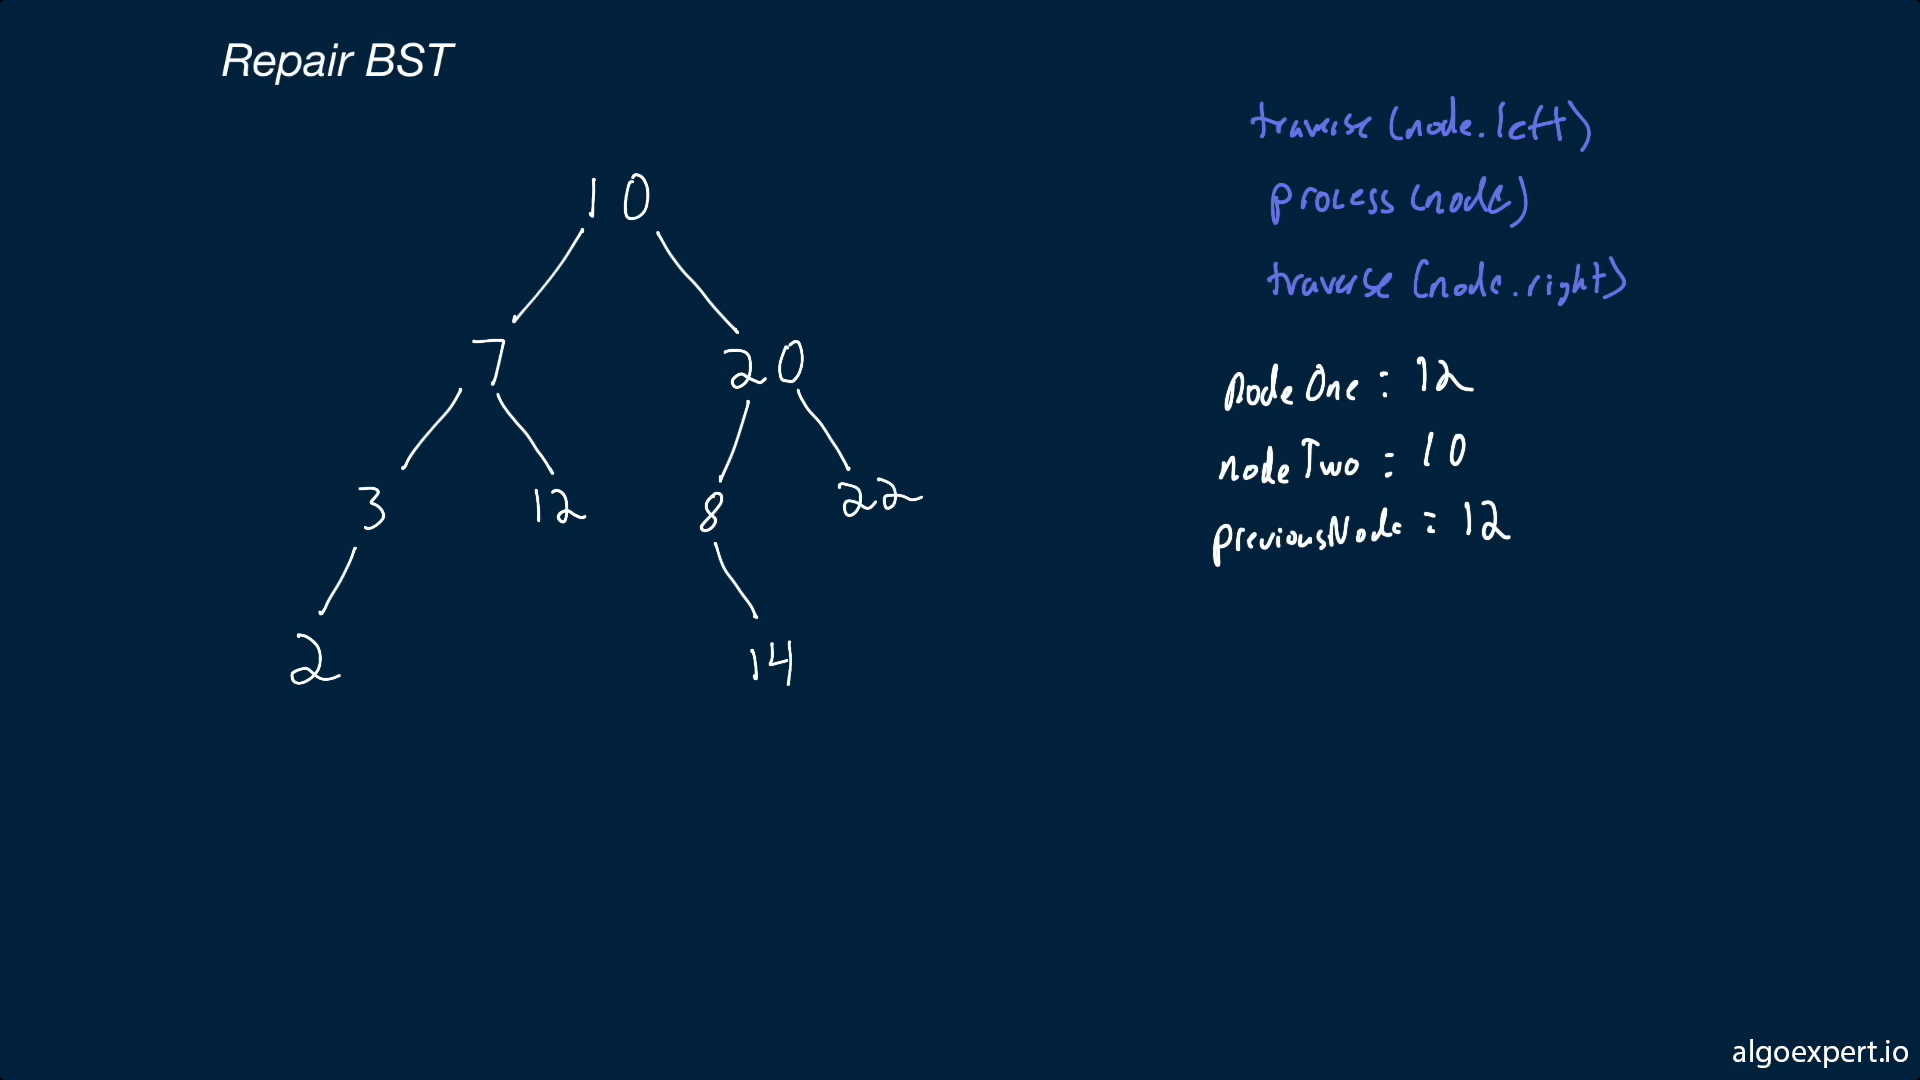 Repair BST
10
7 20
3 12 8 22
2 14
traverse (node.left)
process (node)
traverse (node.right)
nodeOne : 12
nodeTwo : 10
previousNode : 12
algoexpert.io